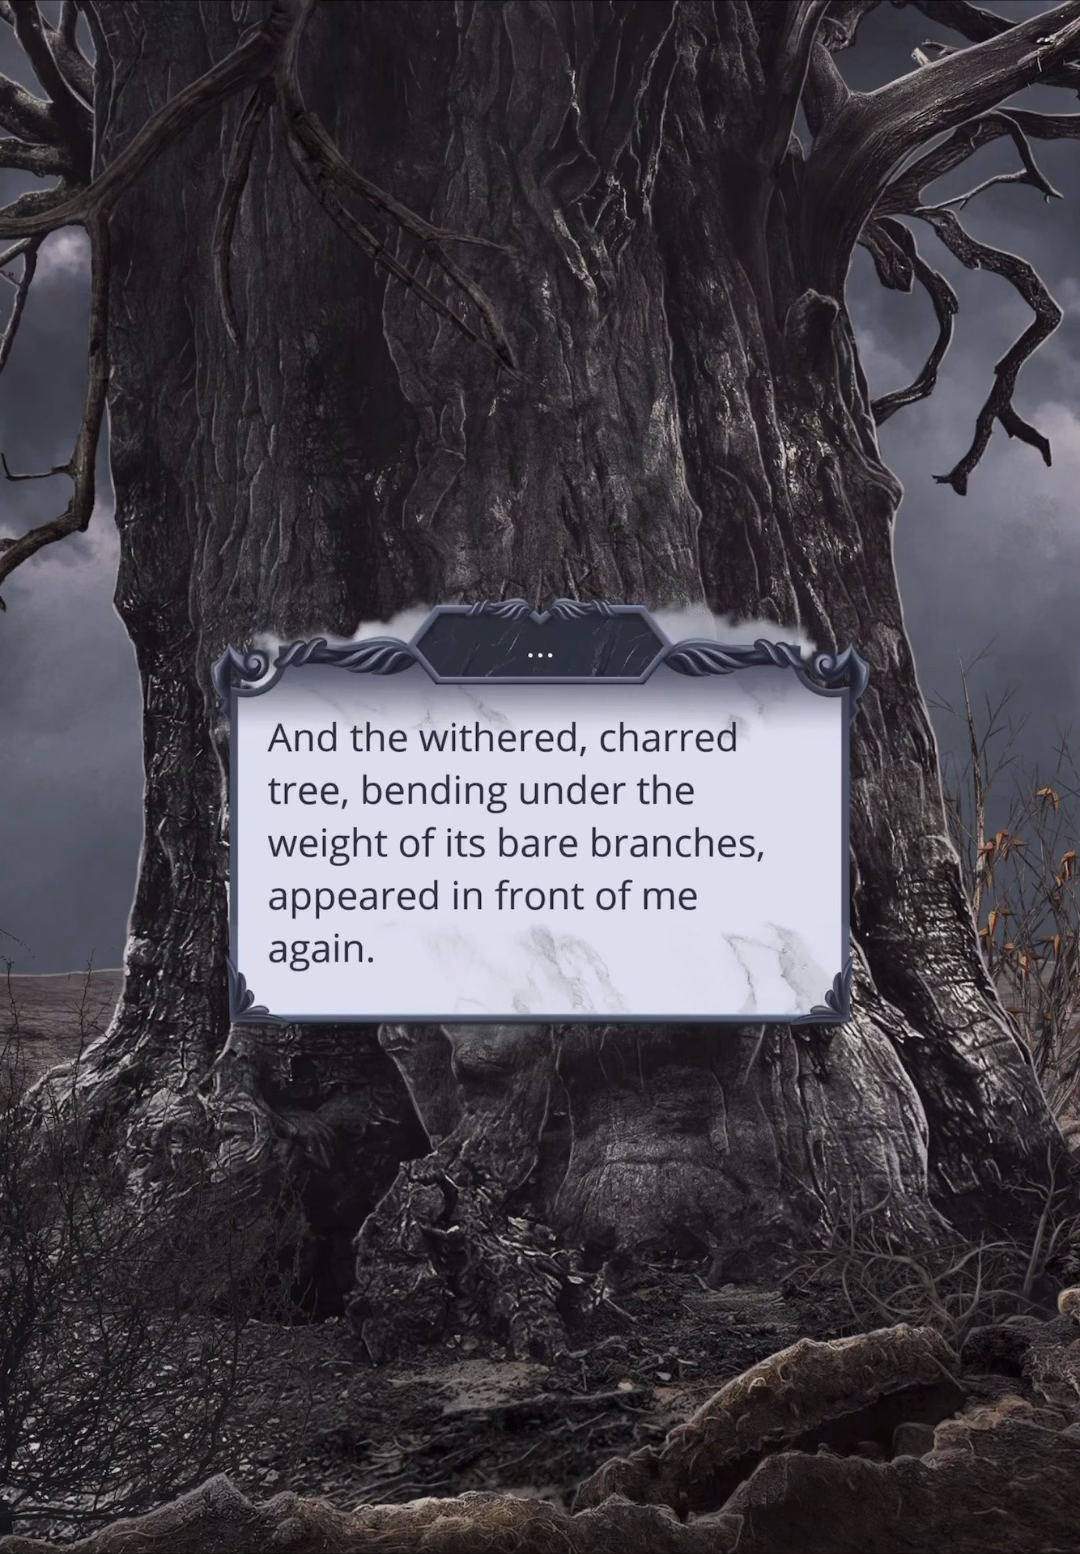 ...
And the withered, charred
tree, bending under the
weight of its bare branches,
appeared in front of me
again.